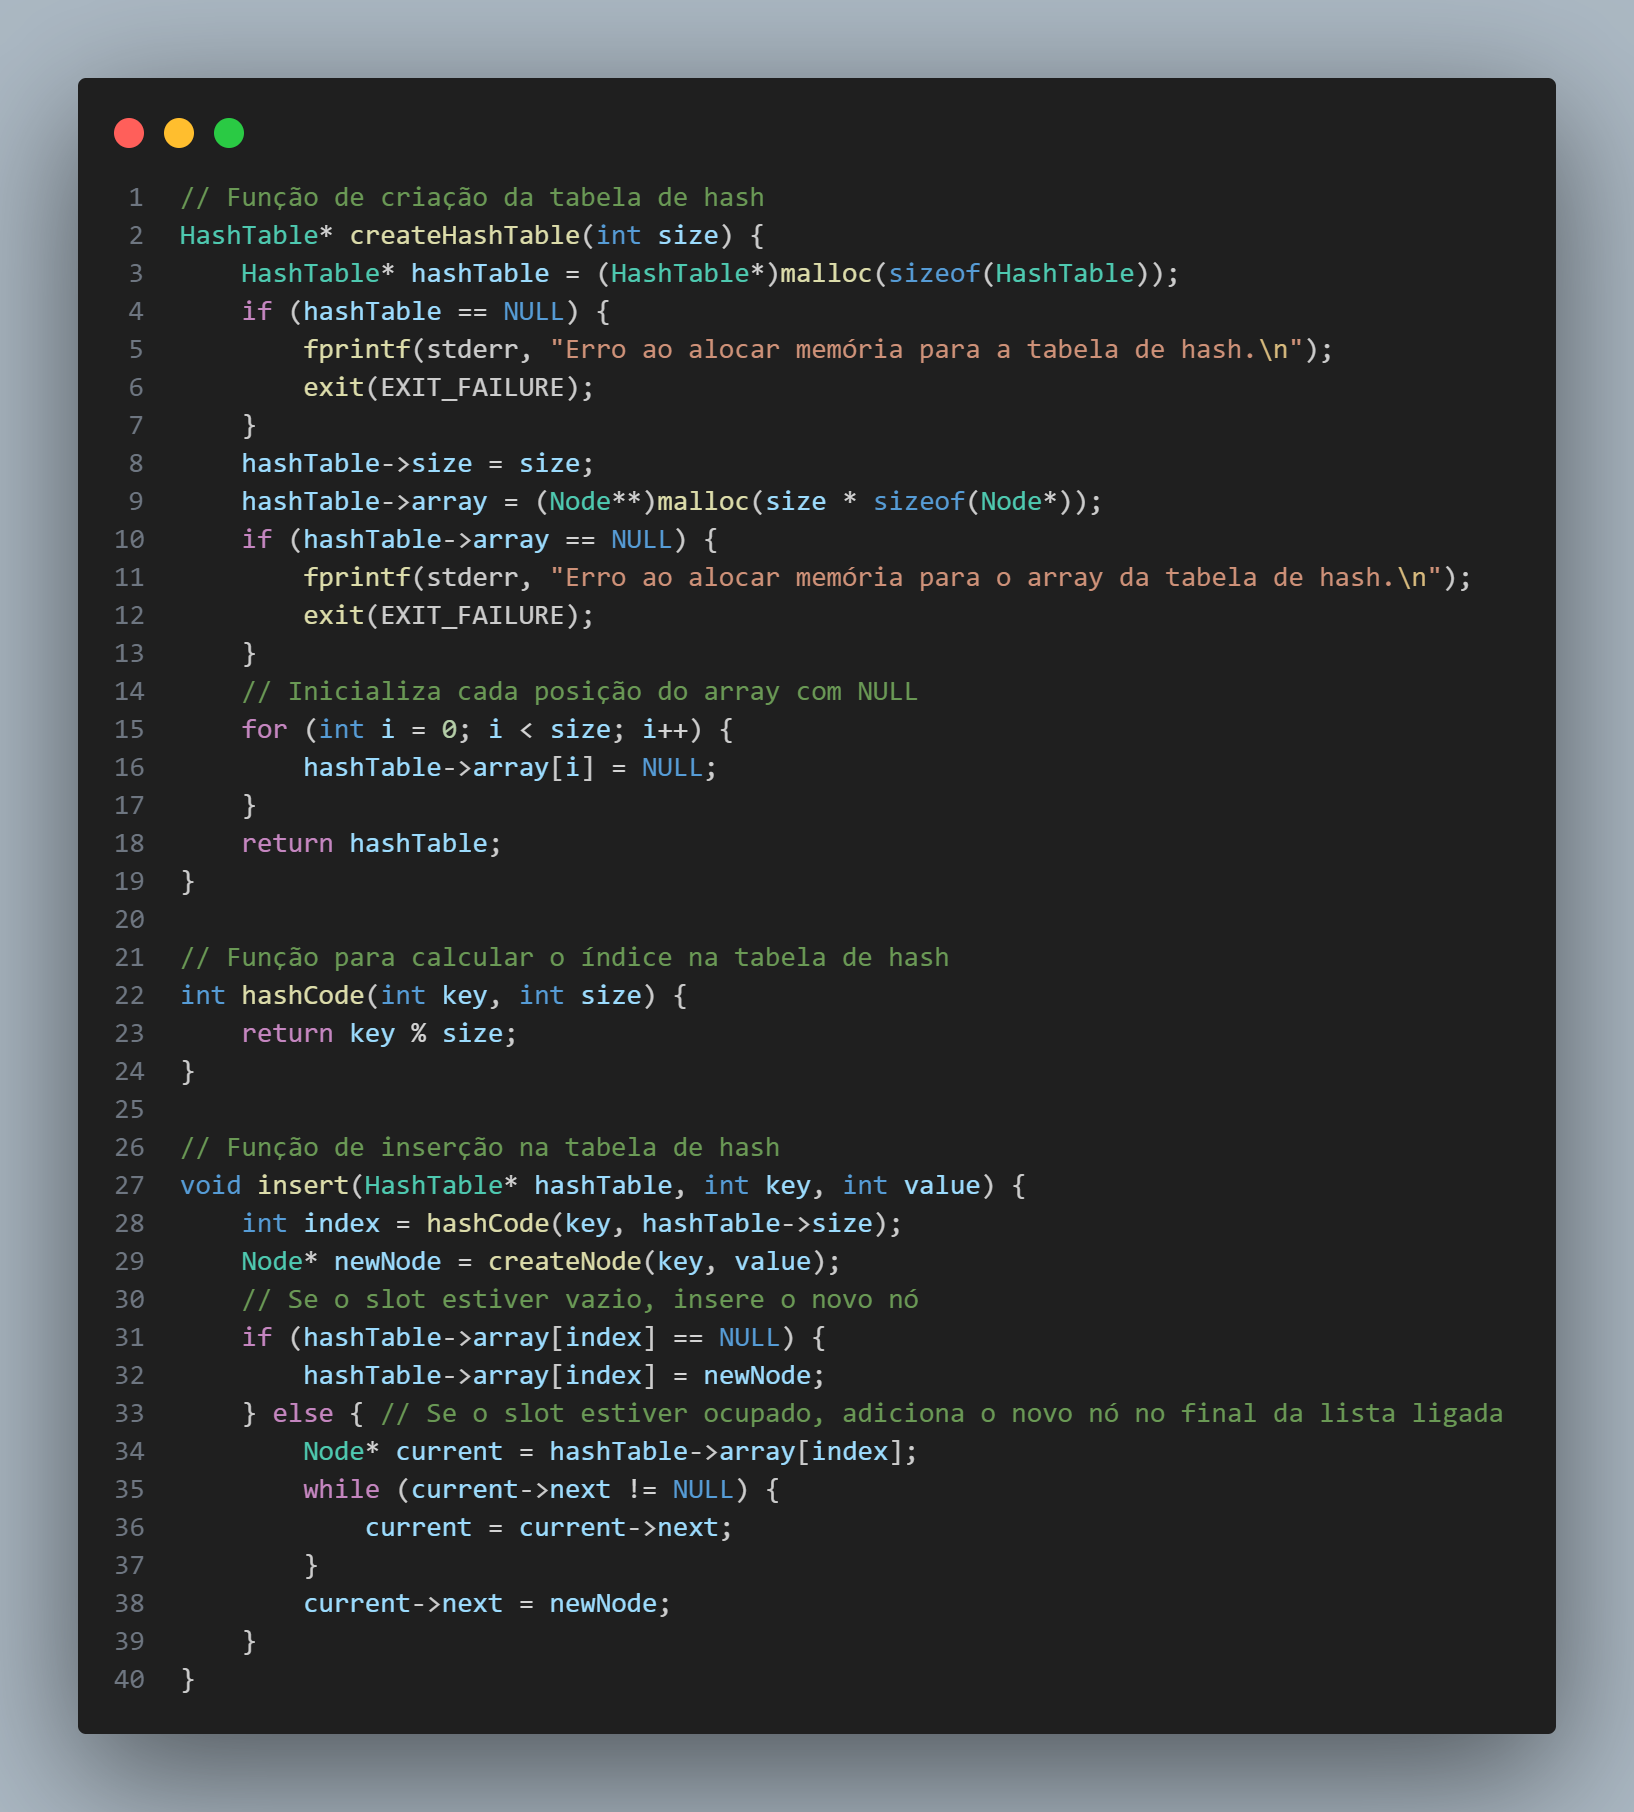 1 // Função de criação da tabela de hash
2 HashTable* createHashTable(int size) {
3     HashTable* hashTable = (HashTable*)malloc(sizeof(HashTable));
4     if (hashTable == NULL) {
5         fprintf(stderr, "Erro ao alocar memória para a tabela de hash.\n");
6         exit(EXIT_FAILURE);
7     }
8     hashTable->size = size;
9     hashTable->array = (Node**)malloc(size * sizeof(Node*));
10     if (hashTable->array == NULL) {
11         fprintf(stderr, "Erro ao alocar memória para o array da tabela de hash.\n");
12         exit(EXIT_FAILURE);
13     }
14     // Inicializa cada posição do array com NULL
15     for (int i = 0; i < size; i++) {
16         hashTable->array[i] = NULL;
17     }
18     return hashTable;
19 }
20
21 // Função para calcular o índice na tabela de hash
22 int hashCode(int key, int size) {
23     return key % size;
24 }
25
26 // Função de inserção na tabela de hash
27 void insert(HashTable* hashTable, int key, int value) {
28     int index = hashCode(key, hashTable->size);
29     Node* newNode = createNode(key, value);
30     // Se o slot estiver vazio, insere o novo nó
31     if (hashTable->array[index] == NULL) {
32         hashTable->array[index] = newNode;
33     } else { // Se o slot estiver ocupado, adiciona o novo nó no final da lista ligada
34         Node* current = hashTable->array[index];
35         while (current->next != NULL) {
36             current = current->next;
37         }
38         current->next = newNode;
39     }
40 }